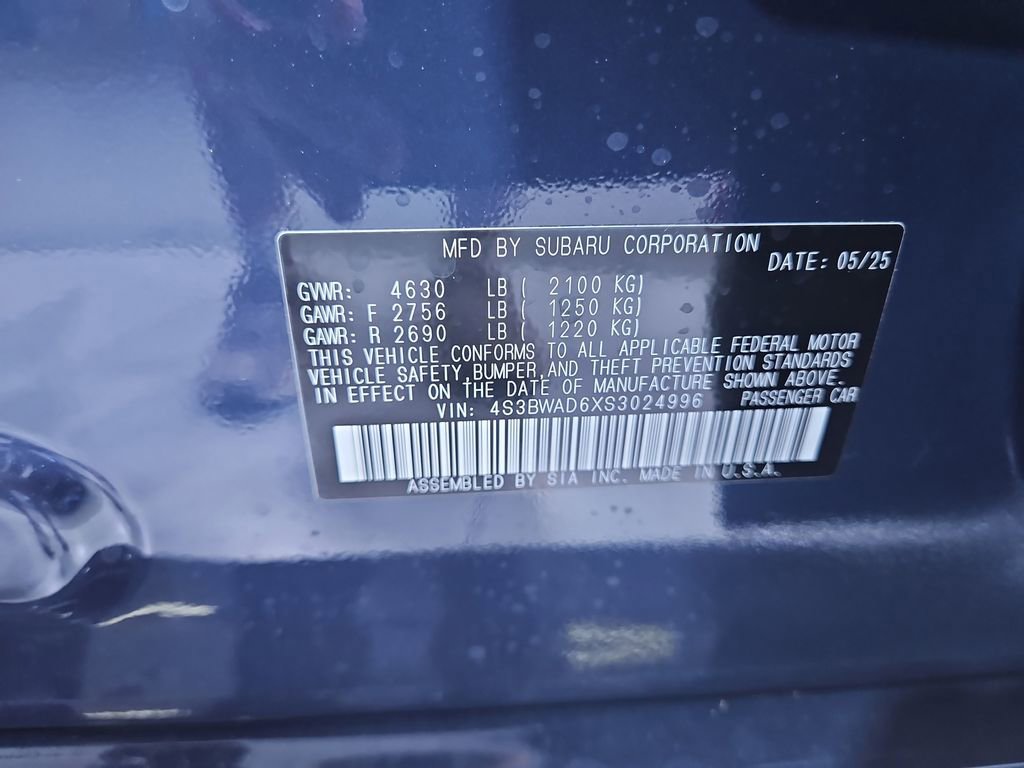 MFD BY SUBARU CORPORATION
DATE: 05/25
GVWR: 4630 LB ( 2100 KG)
GAWR: F 2756 LB ( 1250 KG)
GAWR: R 2690 LB ( 1220 KG)
THIS VEHICLE CONFORMS TO ALL APPLICABLE FEDERAL MOTOR
VEHICLE SAFETY, BUMPER, AND THEFT PREVENTION STANDARDS
IN EFFECT ON THE DATE OF MANUFACTURE SHOWN ABOVE.
VIN: 4S3BWAD6XS3024996 PASSENGER CAR
ASSEMBLED BY SIA INC. MADE IN U.S.A.